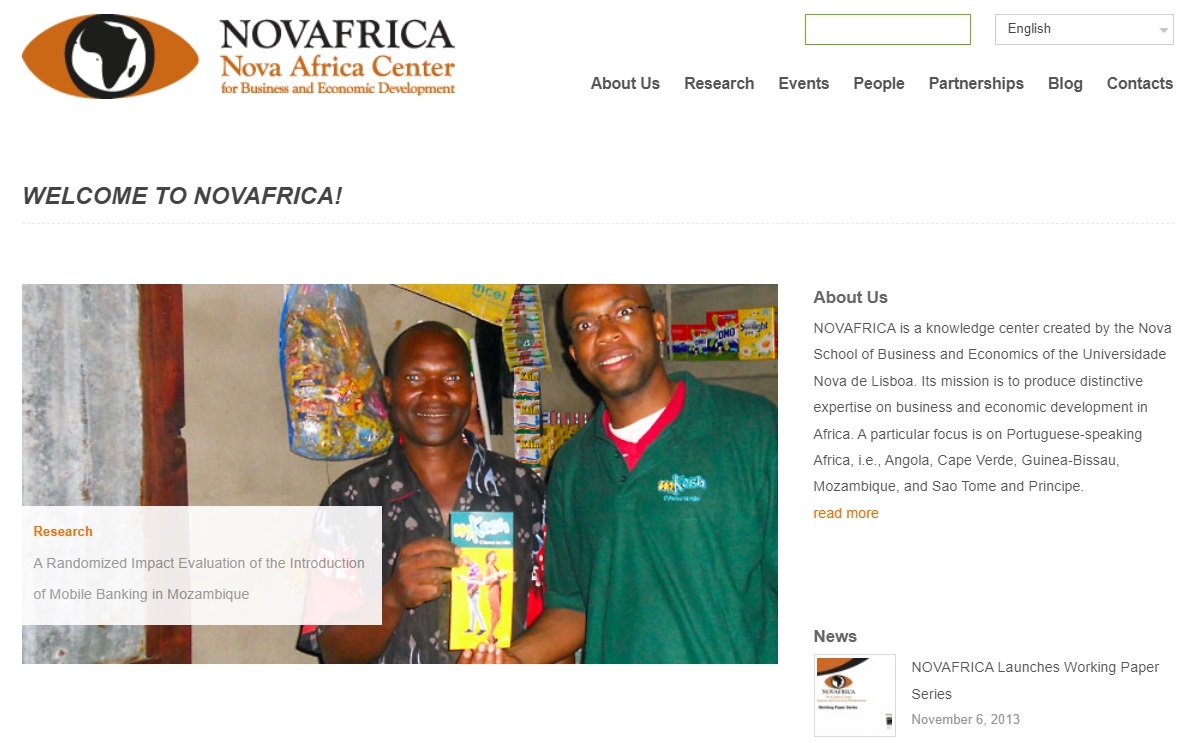 NOVAFRICA
Nova Africa Center
for Business and Economic Development
English
About Us Research Events People Partnerships Blog Contacts
WELCOME TO NOVAFRICA!
mcel
OMO
Sunlight
mKesh
mKesh
Research
A Randomized Impact Evaluation of the Introduction
of Mobile Banking in Mozambique
About Us
NOVAFRICA is a knowledge center created by the Nova
School of Business and Economics of the Universidade
Nova de Lisboa. Its mission is to produce distinctive
expertise on business and economic development in
Africa. A particular focus is on Portuguese-speaking
Africa, i.e., Angola, Cape Verde, Guinea-Bissau,
Mozambique, and Sao Tome and Principe.
read more
News
NOVAFRICA
Working Paper Series
NOVAFRICA Launches Working Paper
Series
November 6, 2013